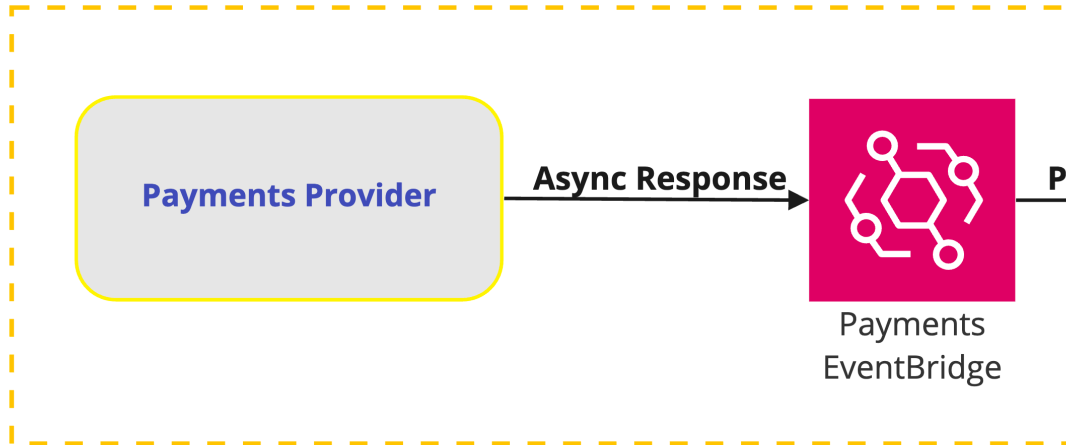 Payments Provider
Async Response
P
Payments
EventBridge